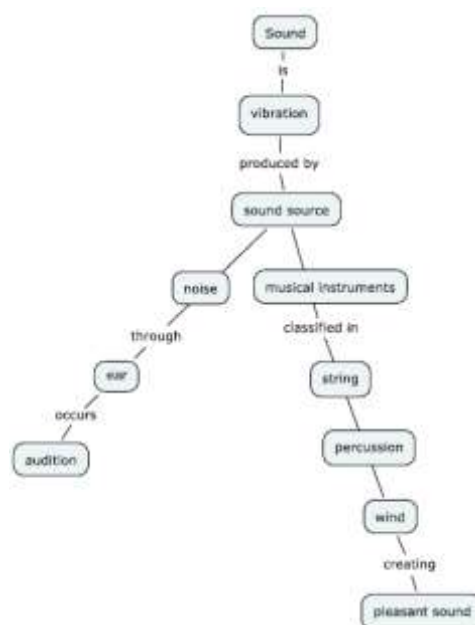 Sound
is
vibration
produced by
sound source
noise
musical instruments
through
classified in
ear
string
occurs
audition
percussion
wind
creating
pleasant sound